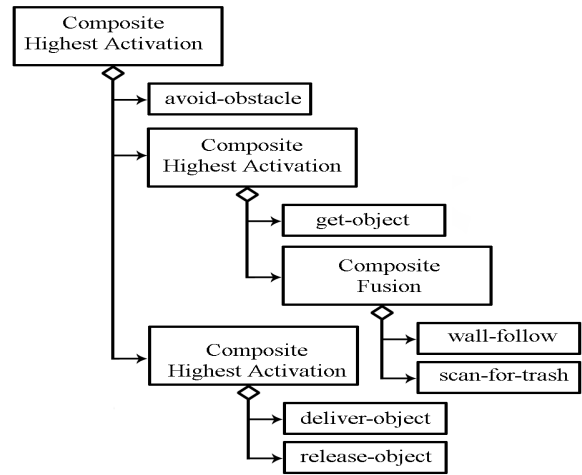 Composite
Highest Activation
avoid-obstacle
Composite
Highest Activation
get-object
Composite
Fusion
wall-follow
scan-for-trash
Composite
Highest Activation
deliver-object
release-object